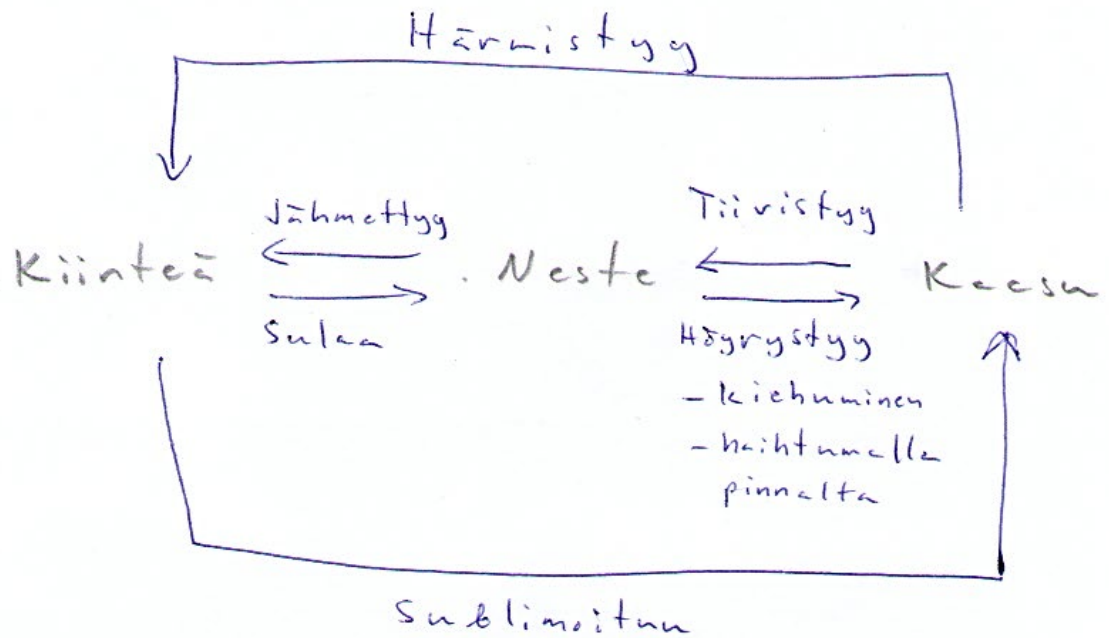 Härmistyy
Jähmettyy
Tiivistyy
Kiinteä
Neste
Kaasu
Sulaa
Höyrystyy
- kiehuminen
- haihtumalla
pinnalta
Sublimoituu